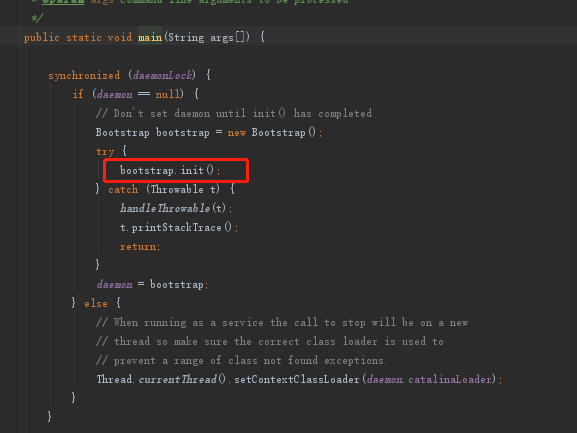 * @param args Command line arguments to be processed
*/
public static void main(String args[]) {
synchronized (daemonLock) {
if (daemon == null) {
// Don't set daemon until init() has completed
Bootstrap bootstrap = new Bootstrap();
try {
bootstrap.init();
} catch (Throwable t) {
handleThrowable(t);
t.printStackTrace();
return;
}
daemon = bootstrap;
} else {
// When running as a service the call to stop will be on a new
// thread so make sure the correct class loader is used to
// prevent a range of class not found exceptions.
Thread.currentThread().setContextClassLoader(daemon.catalinaLoader);
}
}